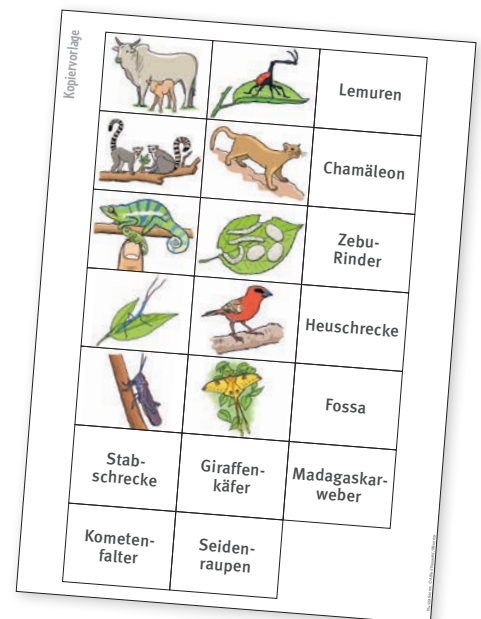 Kopiervorlage
Lemuren
Chamäleon
Zebu-
Rinder
Heuschrecke
Fossa
Stab-
schrecke
Giraffen-
käfer
Madagaskar-
weber
Kometen-
falter
Seiden-
raupen